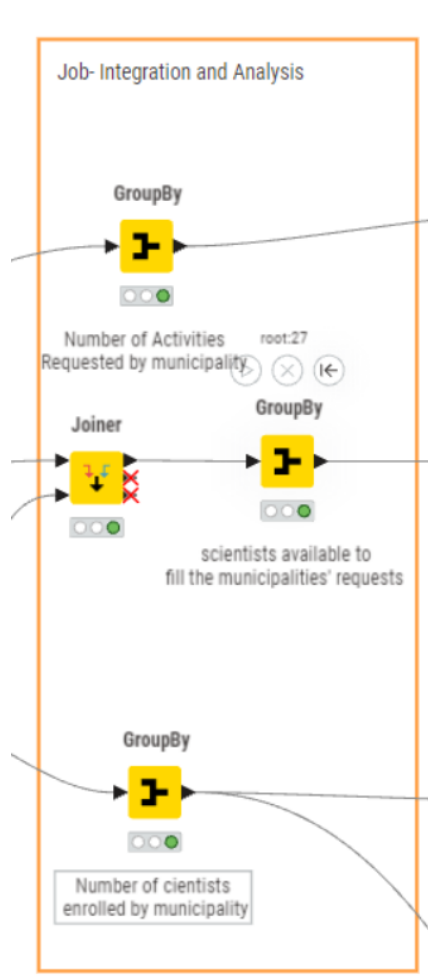 Job- Integration and Analysis
GroupBy
Number of Activities
Requested by municipality
root:27
Joiner
GroupBy
scientists available to
fill the municipalities' requests
GroupBy
Number of cientists
enrolled by municipality